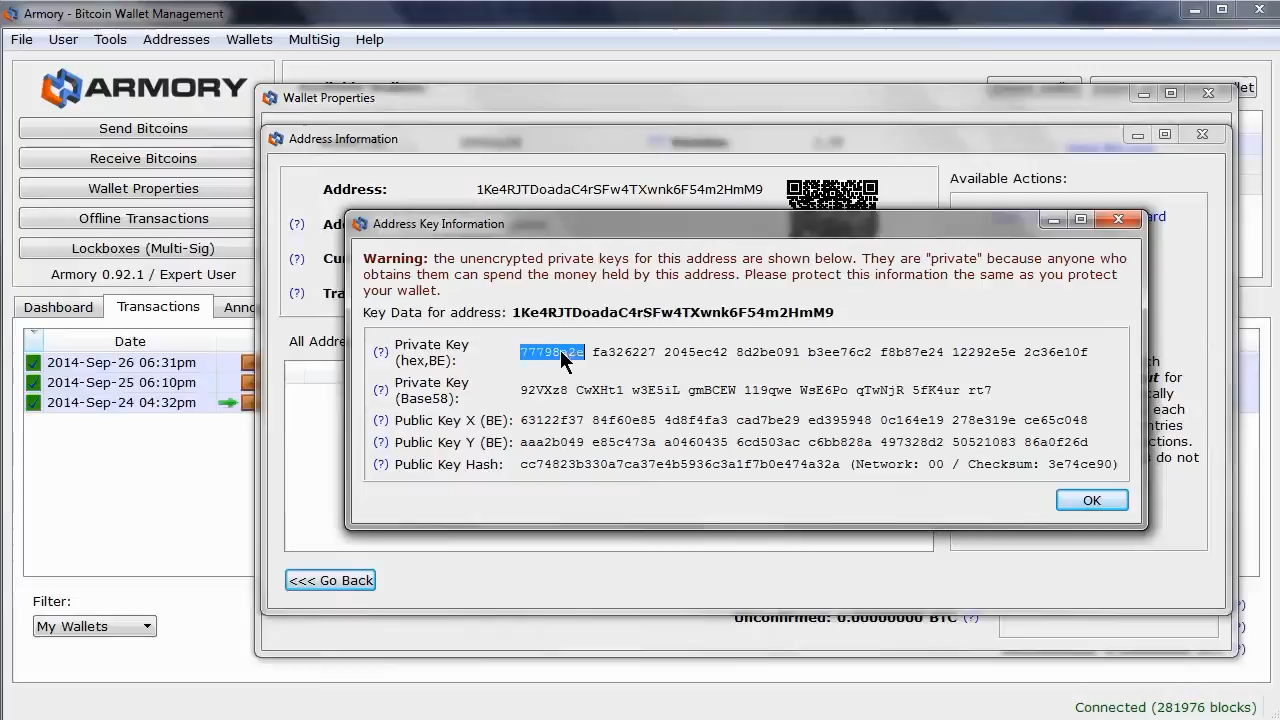 Armory - Bitcoin Wallet Management
File User Tools Addresses Wallets MultiSig Help
ARMORY
Send Bitcoins
Receive Bitcoins
Wallet Properties
Offline Transactions
Lockboxes (Multi-Sig)
Armory 0.92.1 / Expert User
Dashboard Transactions
Date
2014-Sep-26 06:31pm
2014-Sep-25 06:10pm
2014-Sep-24 04:32pm
Filter:
My Wallets
Wallet Properties
Address Information
Address: 1Ke4RJTDoadaC4rSFw4TXwnk6F54m2HmM9
(?)
(?)
(?)
Available Actions:
Address Key Information
Warning: the unencrypted private keys for this address are shown below. They are "private" because anyone who
obtains them can spend the money held by this address. Please protect this information the same as you protect
your wallet.
Key Data for address: 1Ke4RJTDoadaC4rSFw4TXwnk6F54m2HmM9
(?) Private Key (hex,BE): fa326227 2045ec42 8d2be091 b3ee76c2 f8b87e24 2c36e10f
(?) Private Key (Base58): 92VXz8 CwXHt1 w3E5iL gmBCEW 119qwe WsE6Po qTwNjR 5fK4ur rt7
(?) Public Key X (BE): 63122f37 84f60e85 4d8f4fa3 cad7be29 ed395948 0c164e19 278e319e ce65c048
(?) Public Key Y (BE): aaa2b049 e85c473a a0460435 6cd503ac c6bb828a 497328d2 50521083 86a0f26d
(?) Public Key Hash: cc74823b330a7ca37e4b5936c3a1f7b0e474a32a (Network: 00 / Checksum: 3e74ce90)
OK
for
each
do not
<<< Go Back
Unconfirmed: 0.00000000 BTC (?)
Connected (281976 blocks)